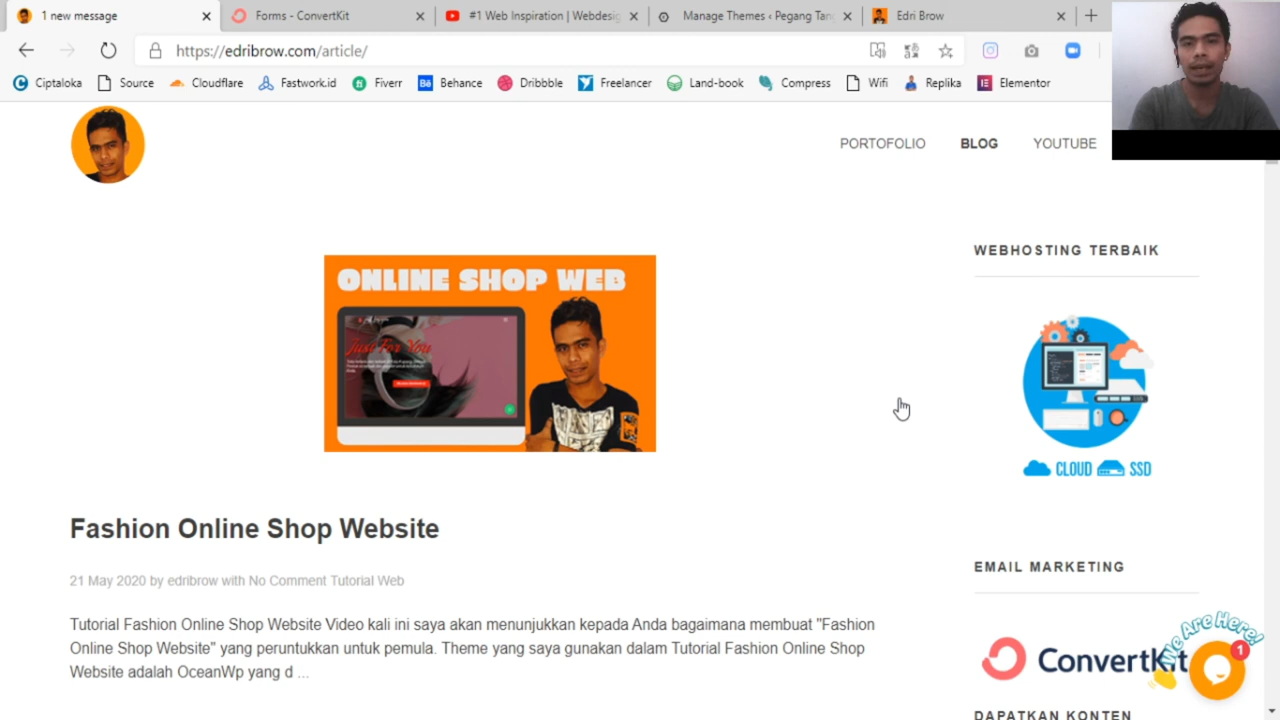 1 new message
Forms - ConvertKit
#1 Web Inspiration | Webdesig
Manage Themes ‹ Pegang Tan
Edri Brow
https://edribrow.com/article/
Ciptaloka
Source
Cloudflare
Fastwork.id
Fiverr
Behance
Dribbble
Freelancer
Land-book
Compress
Wifi
Replika
Elementor
PORTOFOLIO
BLOG
YOUTUBE
WEBHOSTING TERBAIK
ONLINE SHOP WEB
Just For You
CLOUD SSD
Fashion Online Shop Website
21 May 2020 by edribrow with No Comment Tutorial Web
Tutorial Fashion Online Shop Website Video kali ini saya akan menunjukkan kepada Anda bagaimana membuat "Fashion
Online Shop Website" yang peruntukkan untuk pemula. Theme yang saya gunakan dalam Tutorial Fashion Online Shop
Website adalah OceanWp yang d ...
EMAIL MARKETING
We Are Here!
1
ConvertKit
DAPATKAN KONTEN